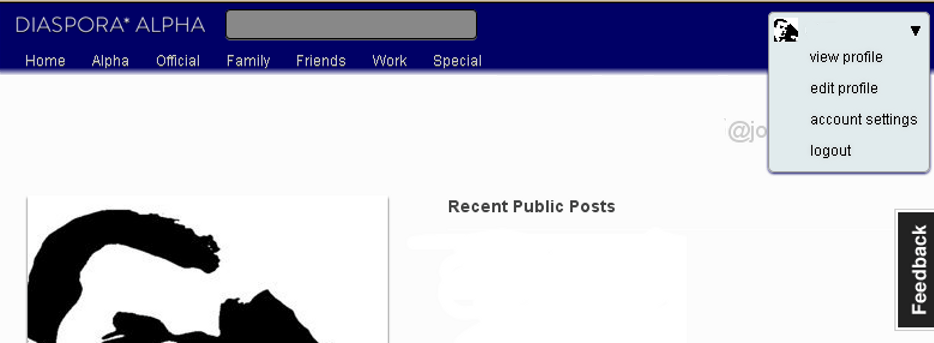 DIASPORA* ALPHA
Home Alpha Official Family Friends Work Special
view profile
edit profile
account settings
logout
@jo
Recent Public Posts
Feedback